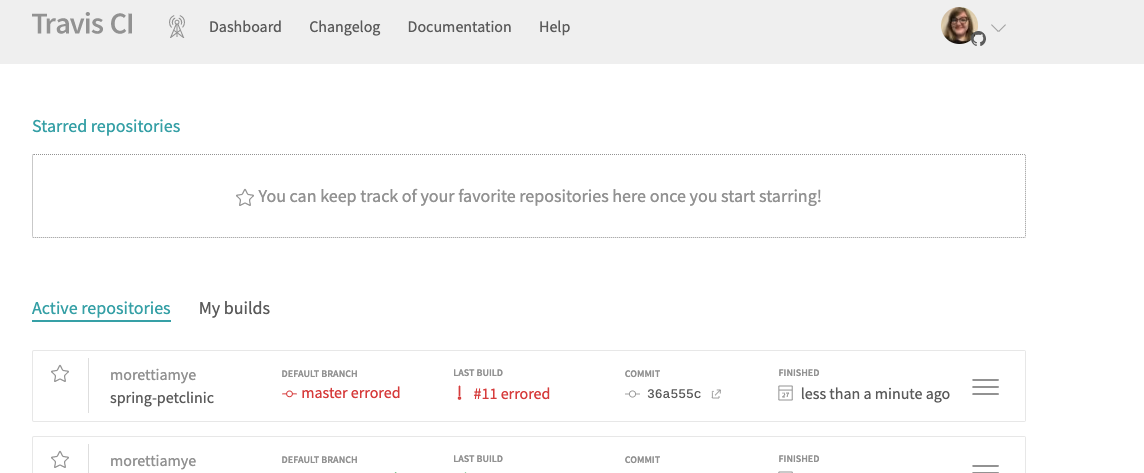 Travis CI
Dashboard
Changelog
Documentation
Help
Starred repositories
You can keep track of your favorite repositories here once you start starring!
Active repositories
My builds
morettiamye
spring-petclinic
DEFAULT BRANCH
master errored
LAST BUILD
#11 errored
COMMIT
36a555c
FINISHED
27
less than a minute ago
morettiamye
DEFAULT BRANCH
LAST BUILD
COMMIT
FINISHED